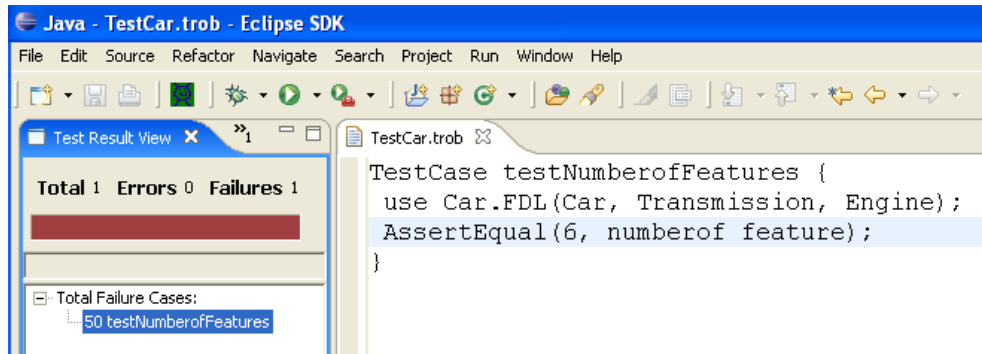 Java - TestCar.trob - Eclipse SDK
File Edit Source Refactor Navigate Search Project Run Window Help
Test Result View »1
TestCar.trob
Total 1 Errors 0 Failures 1
TestCase testNumberofFeatures {
use Car.FDL(Car, Transmission, Engine);
AssertEqual(6, numberof feature);
}
Total Failure Cases:
50 testNumberofFeatures